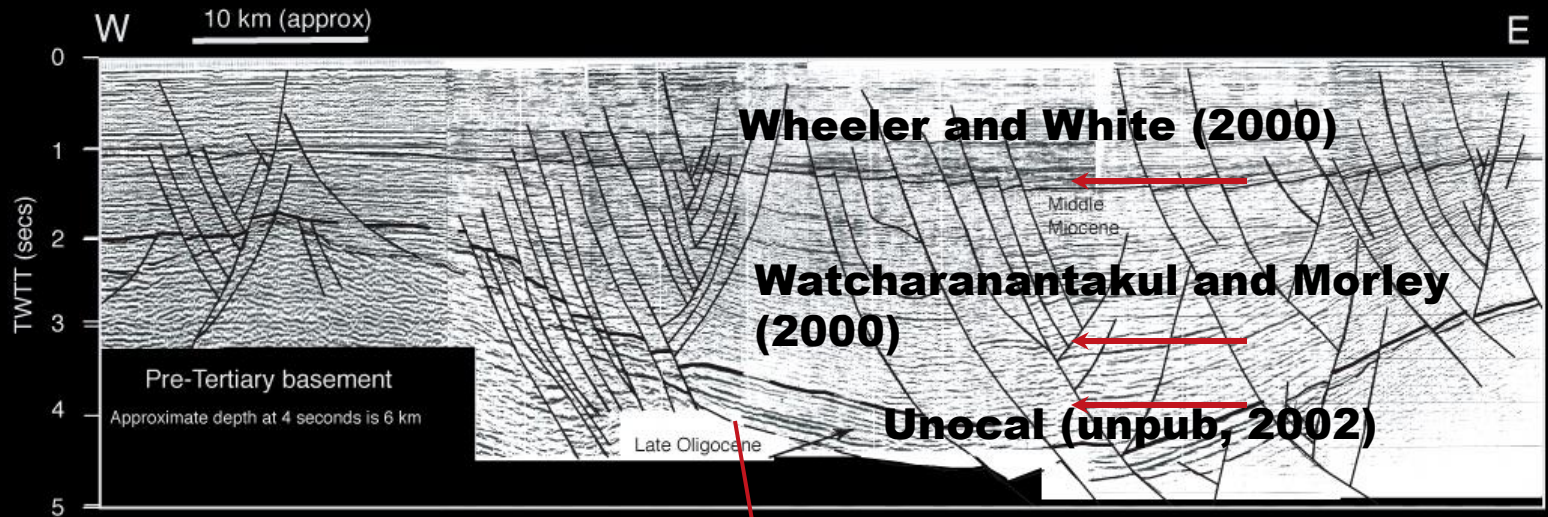 W
10 km (approx)
E
0
1
2
3
4
5
TWTT (secs)
Wheeler and White (2000)
Middle
Miocene
Watcharanantakul and Morley
(2000)
Pre-Tertiary basement
Approximate depth at 4 seconds is 6 km
Late Oligocene
Unocal (unpub, 2002)